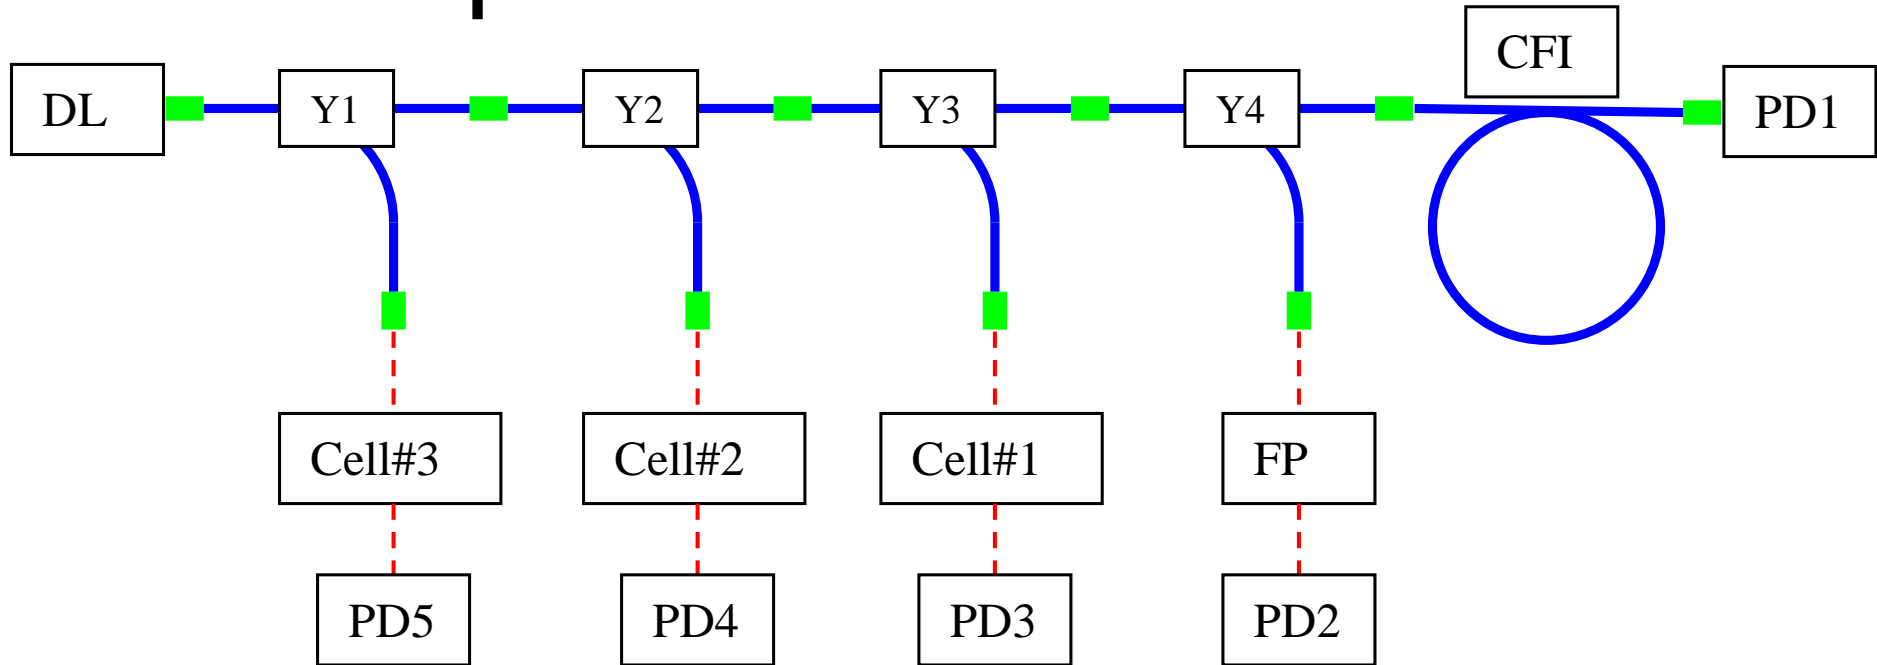 CFI
DL
Y1
Y2
Y3
Y4
PD1
Cell#3
Cell#2
Cell#1
FP
PD5
PD4
PD3
PD2